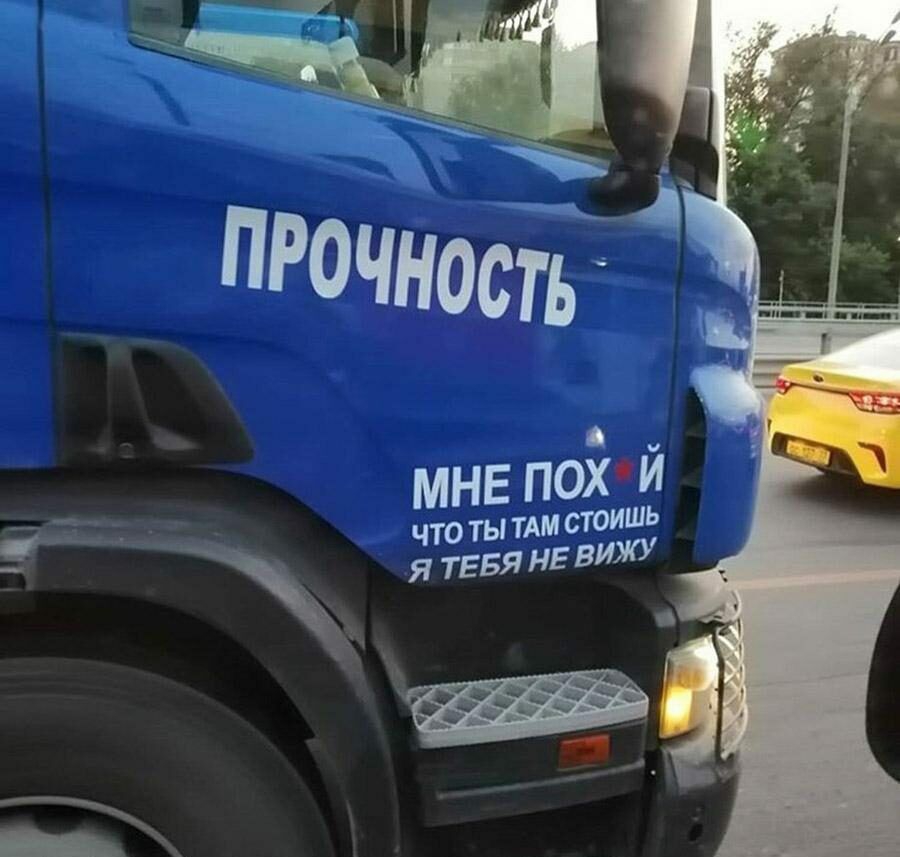 ПРОЧНОСТЬ
МНЕ ПОХ*Й
ЧТО ТЫ ТАМ СТОИШЬ
Я ТЕБЯ НЕ ВИЖУ